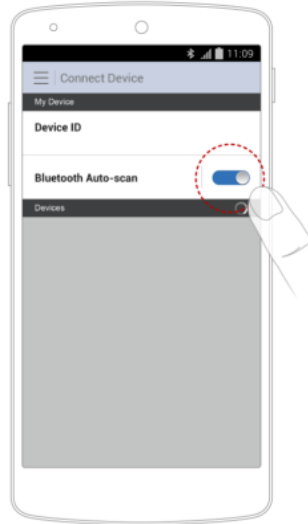 11:09
Connect Device
My Device
Device ID
Bluetooth Auto-scan
Devices